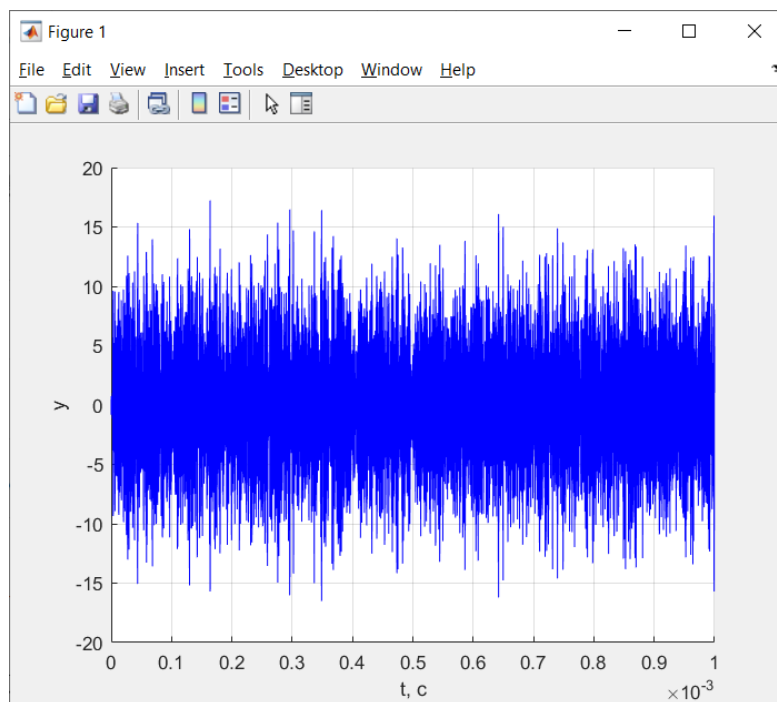 Figure 1
File Edit View Insert Tools Desktop Window Help
20
15
10
5
0
-5
-10
-15
-20
y
0 0.1 0.2 0.3 0.4 0.5 0.6 0.7 0.8 0.9 1
t, c
×10⁻³